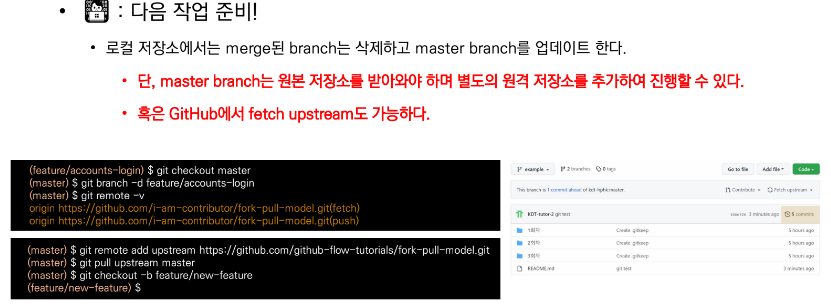 • : 다음 작업 준비!
• 로컬 저장소에서는 merge된 branch는 삭제하고 master branch를 업데이트 한다.
• 단, master branch는 원본 저장소를 받아와야 하며 별도의 원격 저장소를 추가하여 진행할 수 있다.
• 혹은 GitHub에서 fetch upstream도 가능하다.
(feature/accounts-login) $ git checkout master
(master) $ git branch -d feature/accounts-login
(master) $ git remote -v
origin https://github.com/i-am-contributor/fork-pull-model.git(fetch)
origin https://github.com/i-am-contributor/fork-pull-model.git(push)
(master) $ git remote add upstream https://github.com/github-flow-tutorials/fork-pull-model.git
(master) $ git pull upstream master
(master) $ git checkout -b feature/new-feature
(feature/new-feature) $
example 2 branches 0 tags Go to file Add file Code
This branch is 1 commit ahead of Contribute Fetch upstream
KDT-tutor-2 git test 3 minutes ago 5 commits
1회차 Create .gitkeep 5 hours ago
2회차 Create .gitkeep 5 hours ago
3회차 Create .gitkeep 5 hours ago
README.md git test 3 minutes ago